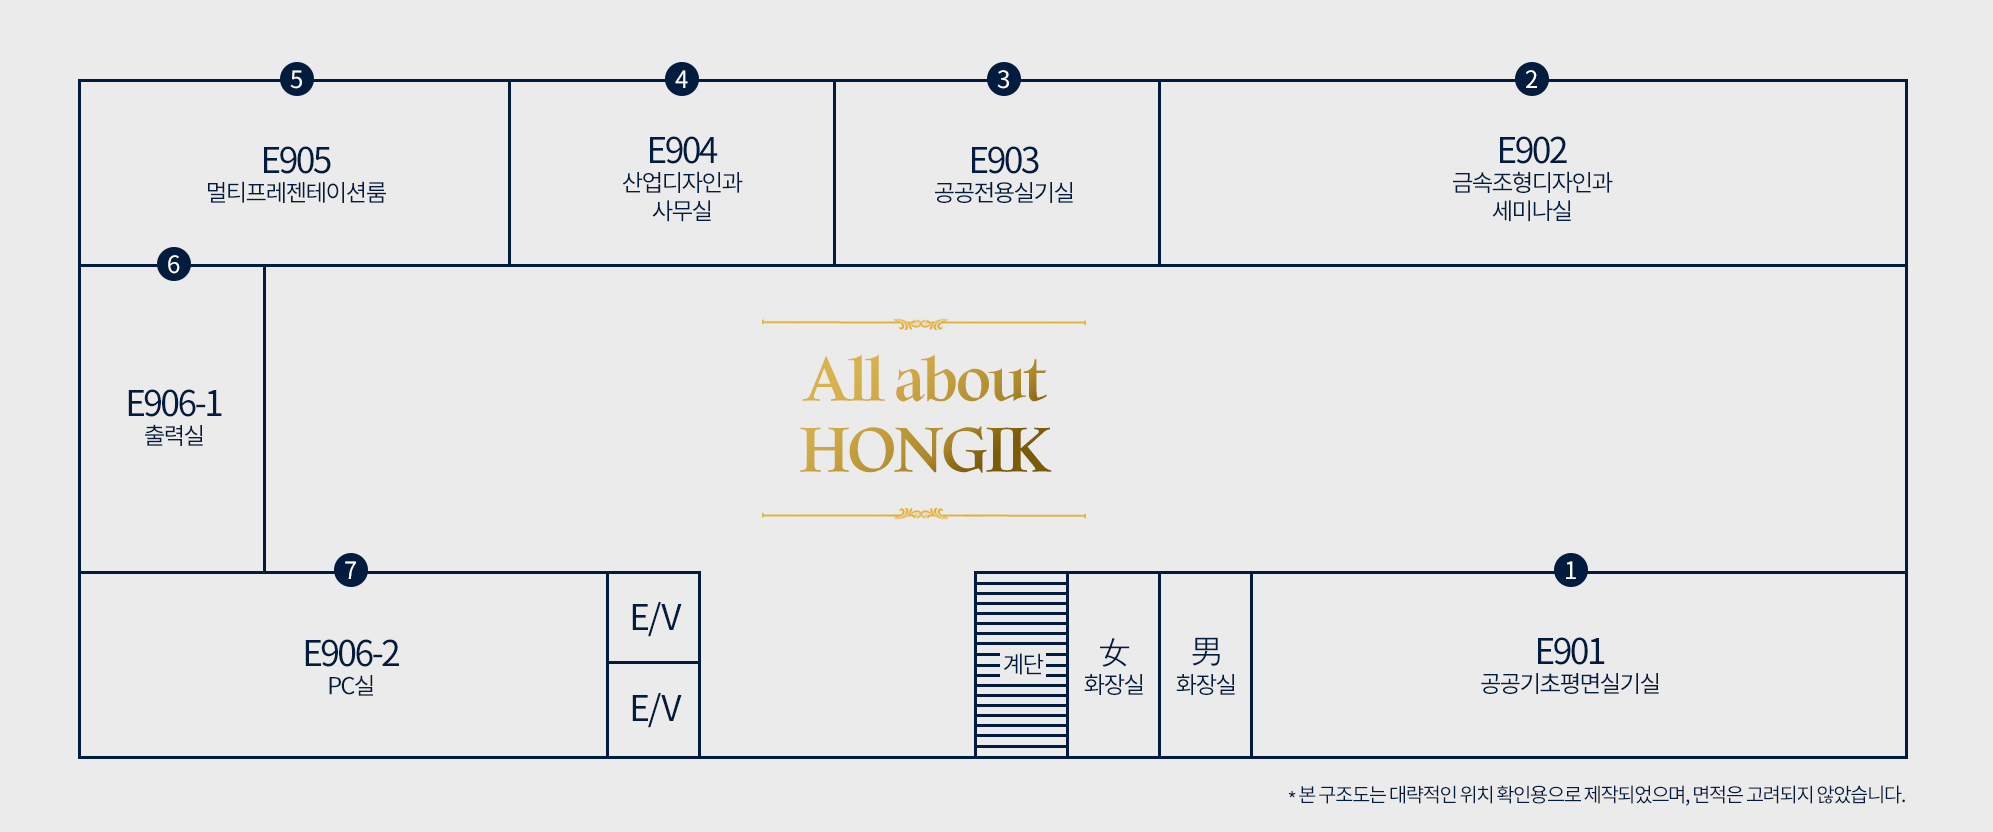 5
4
3
2
E905
멀티프레젠테이션룸
E904
산업디자인과
사무실
E903
공공전용실기실
E902
금속조형디자인과
세미나실
6
E906-1
출력실
All about
HONGIK
7
1
E906-2
PC실
E/V
E/V
계단
女
화장실
男
화장실
E901
공공기초평면실기실
* 본 구조도는 대략적인 위치 확인용으로 제작되었으며, 면적은 고려되지 않았습니다.